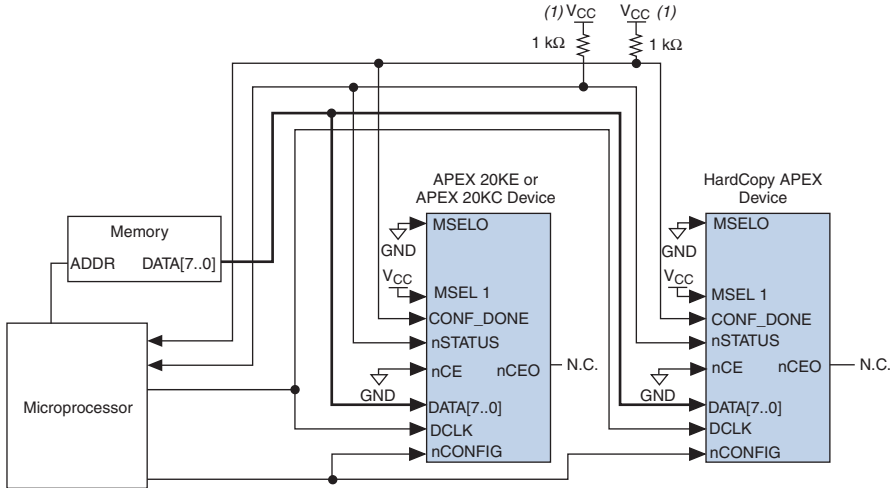 (1) VCC
VCC (1)
1 kΩ
1 kΩ
APEX 20KE or
APEX 20KC Device
HardCopy APEX
Device
Memory
ADDR
DATA[7..0]
Microprocessor
MSELO
GND
VCC
MSEL 1
CONF_DONE
nSTATUS
nCE
nCEO
N.C.
GND
DATA[7..0]
DCLK
nCONFIG
MSELO
GND
VCC
MSEL 1
CONF_DONE
nSTATUS
nCE
nCEO
N.C.
GND
DATA[7..0]
DCLK
nCONFIG